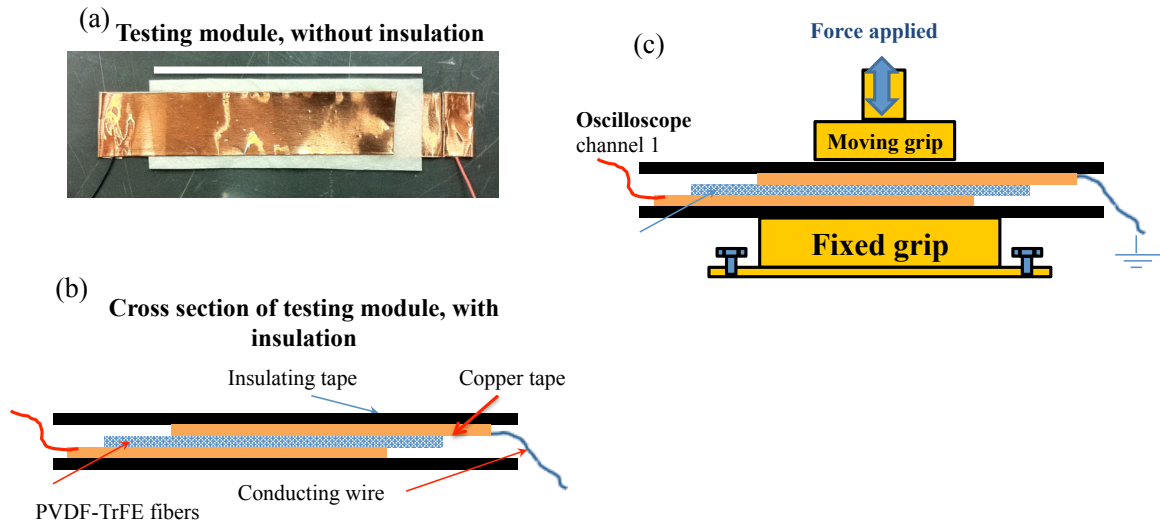 (a)
Testing module, without insulation
(b)
Cross section of testing module, with
insulation
Insulating tape
Copper tape
Conducting wire
PVDF-TrFE fibers
(c)
Force applied
Oscilloscope
channel 1
Moving grip
Fixed grip